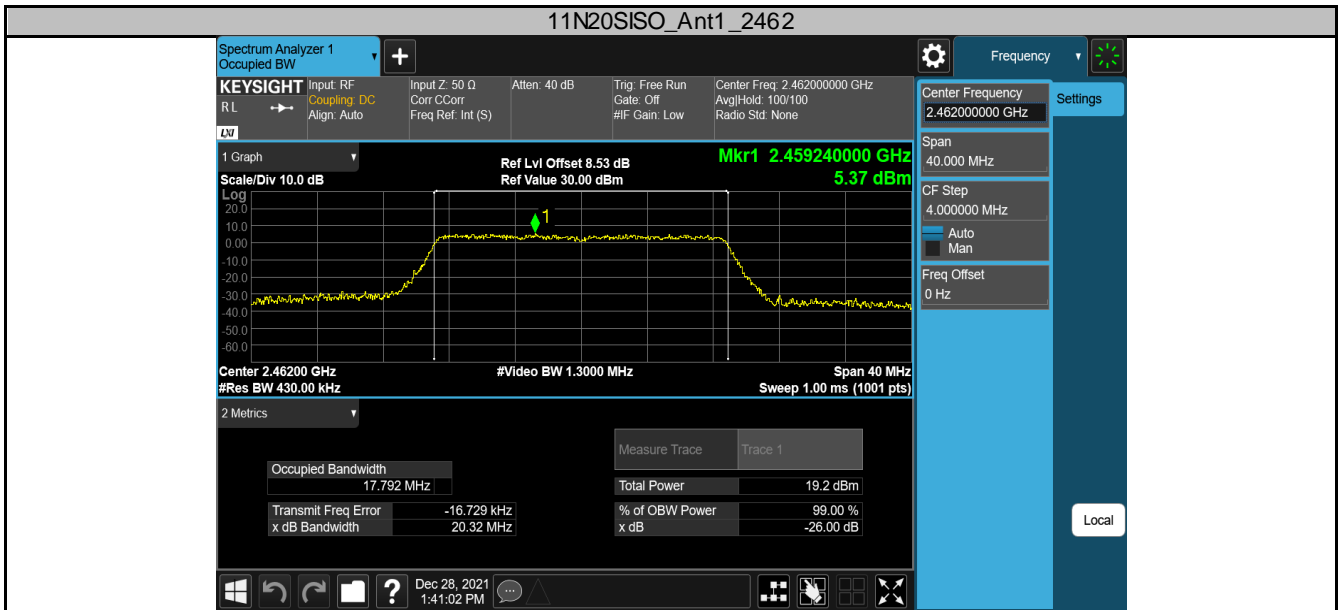 11N20SISO_Ant1_2462
Spectrum Analyzer 1
Occupied BW
+
Frequency
KEYSIGHT
R L
LXI
Input: RF
Coupling: DC
Align: Auto
Input Z: 50 Ω
Corr CCorr
Freq Ref: Int (S)
Atten: 40 dB
Trig: Free Run
Gate: Off
#IF Gain: Low
Center Freq: 2.462000000 GHz
Avg|Hold: 100/100
Radio Std: None
Center Frequency
2.462000000 GHz
Settings
Span
40.000 MHz
CF Step
4.000000 MHz
Auto
Man
Freq Offset
0 Hz
Local
1 Graph
Scale/Div 10.0 dB
Ref Lvl Offset 8.53 dB
Ref Value 30.00 dBm
Mkr1 2.459240000 GHz
5.37 dBm
Log
20.0
10.0
0.00
-10.0
-20.0
-30.0
-40.0
-50.0
-60.0
1
Center 2.46200 GHz
#Res BW 430.00 kHz
#Video BW 1.3000 MHz
Span 40 MHz
Sweep 1.00 ms (1001 pts)
2 Metrics
Measure Trace Trace 1
Occupied Bandwidth
17.792 MHz
Total Power 19.2 dBm
Transmit Freq Error -16.729 kHz
% of OBW Power 99.00 %
x dB Bandwidth 20.32 MHz
x dB -26.00 dB
?
Dec 28, 2021
1:41:02 PM